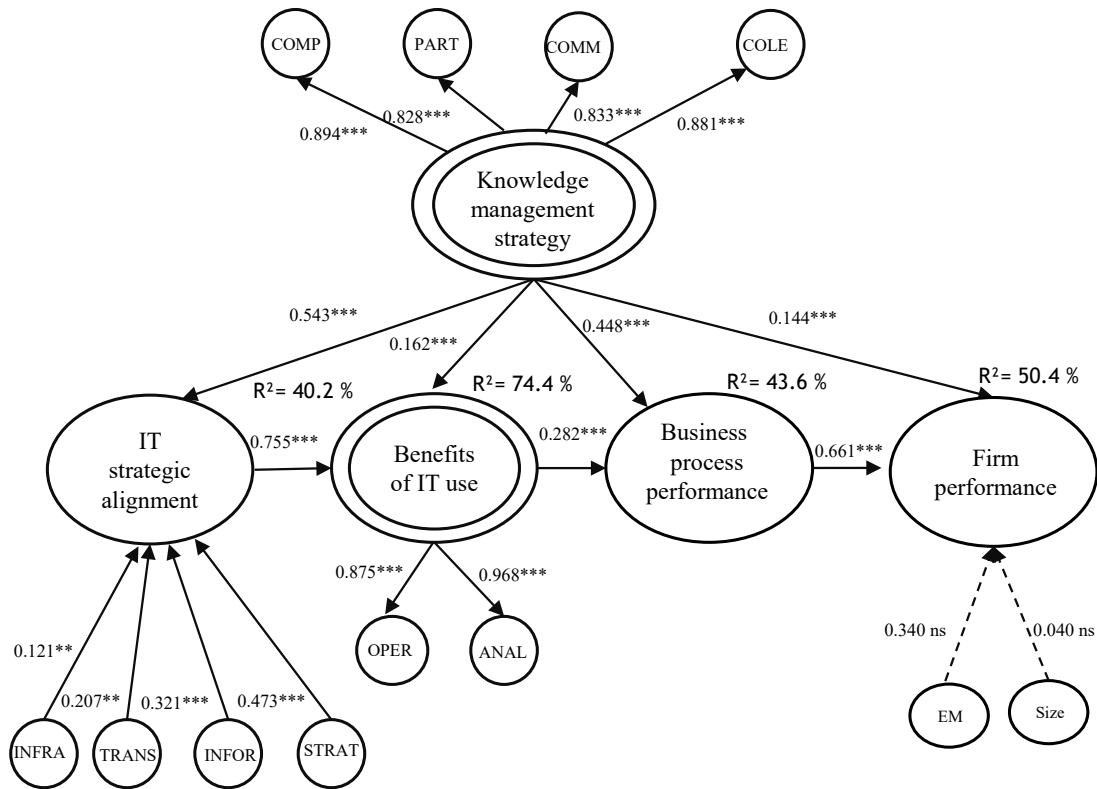 COMP
PART
COMM
COLE
0.894***
0.828***
0.833***
0.881***
Knowledge
management
strategy
0.543***
0.162***
0.448***
0.144***
R²= 40.2 %
R²= 74.4 %
R²= 43.6 %
R²= 50.4 %
IT
strategic
alignment
0.755***
Benefits
of IT use
0.282***
Business
process
performance
0.661***
Firm
performance
0.875***
0.968***
OPER
ANAL
0.121**
0.207**
0.321***
0.473***
INFRA
TRANS
INFOR
STRAT
0.340 ns
0.040 ns
EM
Size